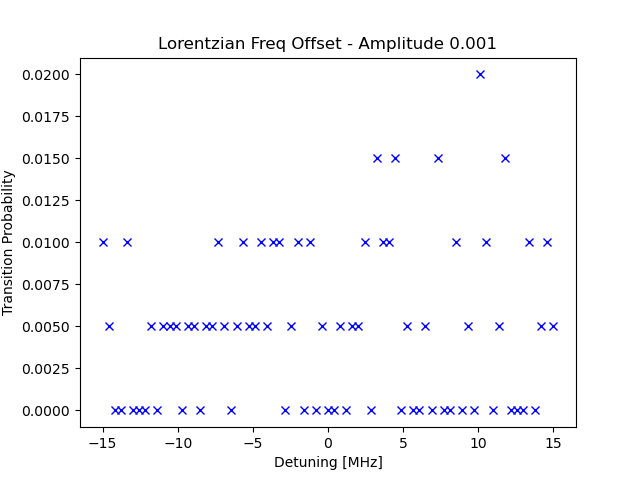 Lorentzian Freq Offset - Amplitude 0.001
Transition Probability
0.0200
0.0175
0.0150
0.0125
0.0100
0.0075
0.0050
0.0025
0.0000
−15 −10 −5 0 5 10 15
Detuning [MHz]